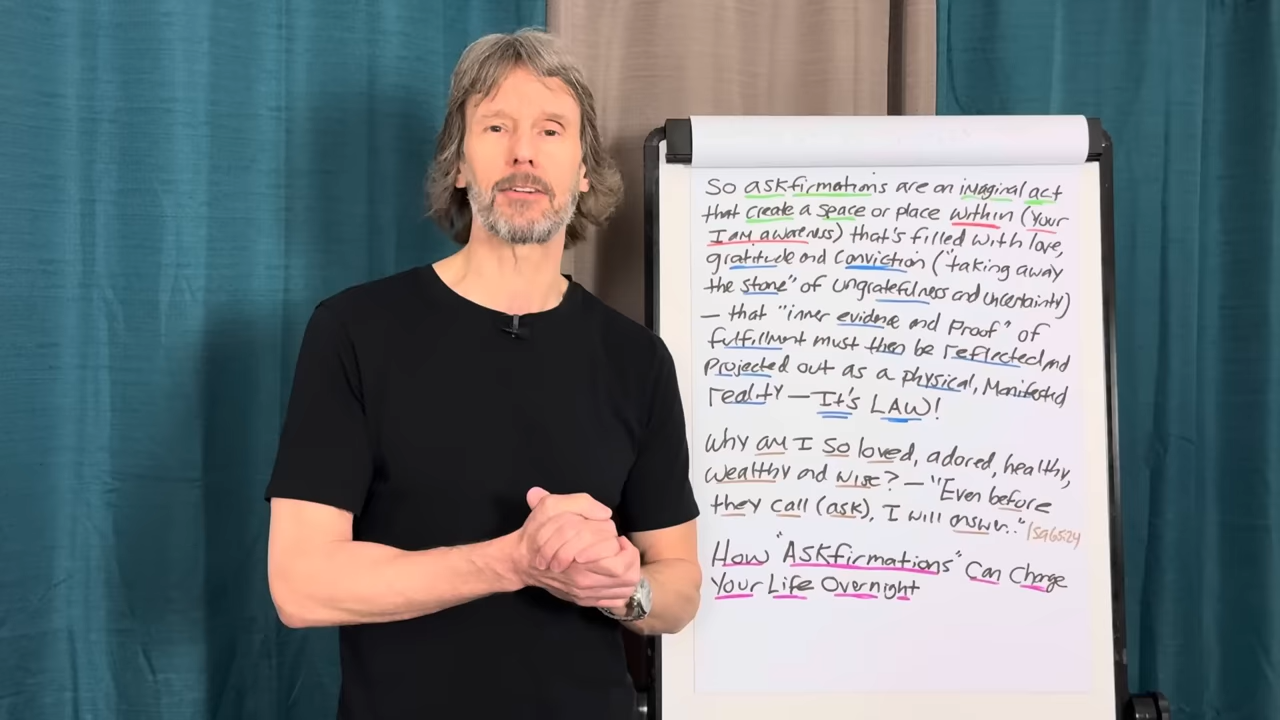 So askfirmations are an imaginal act
that create a space or place within (your
I am awareness) that's filled with love,
gratitude and conviction ("taking away
the stone" of ungratefulness and uncertainty)
— that "inner evidence and proof" of
fulfillment must then be reflected and
projected out as a physical, manifested
reality — It's LAW!
Why am I so loved, adored, healthy,
wealthy and wise? — "Even before
they call (ask), I will answer.." Isa 65:24
How "Askfirmations" Can Change
Your Life Overnight